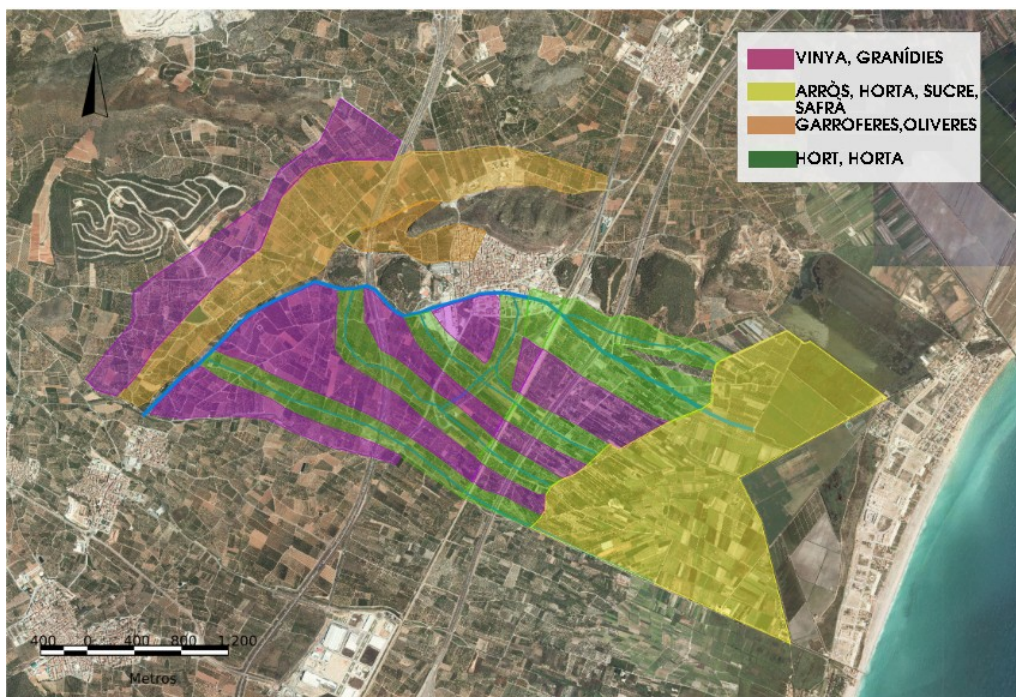 N
VINYA, GRANÍDIES
ARRÒS, HORTA, SUCRE,
SAFRÀ
GARROFERES,OLIVERES
HORT, HORTA
400 0 400 800 1.200
Metros